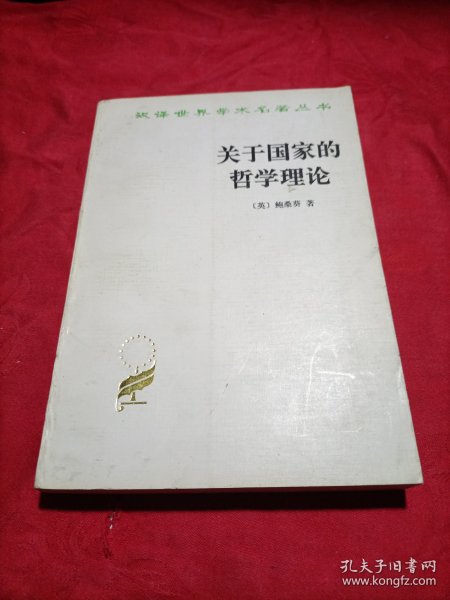 汉译世界学术名著丛书
关于国家的
哲学理论
〔英〕鲍桑葵 著
孔夫子旧书网
www.kongfz.com